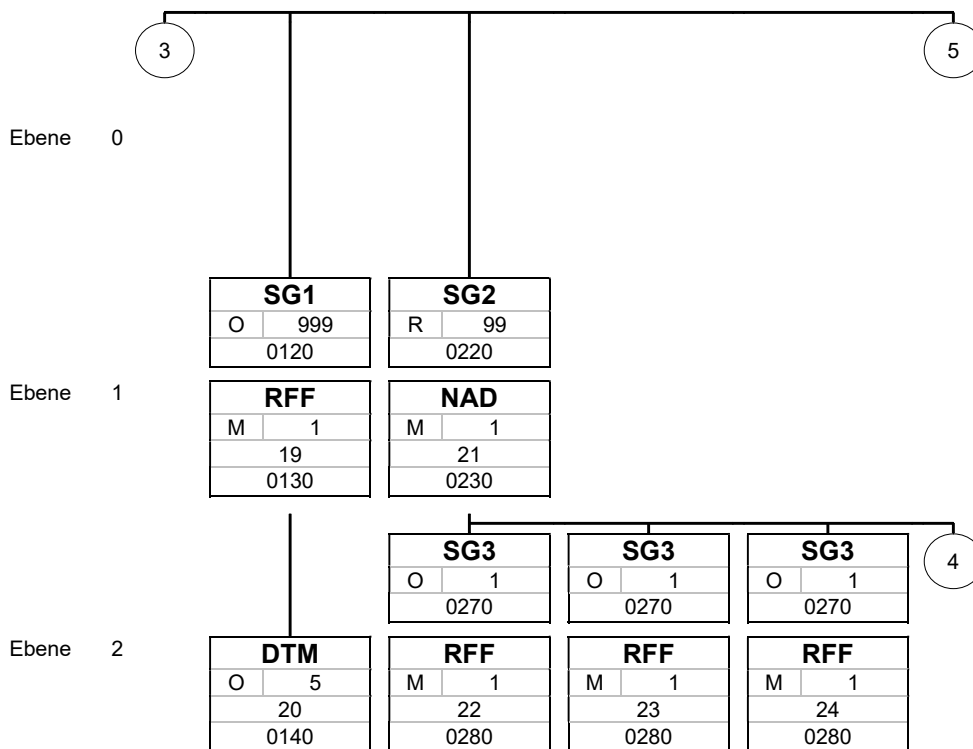 3 5
Ebene 0
SG1 SG2
O 999 R 99
0120 0220
Ebene 1
RFF NAD
M 1 M 1
19 21
0130 0230
SG3 SG3 SG3 4
O 1 O 1 O 1
0270 0270 0270
Ebene 2
DTM RFF RFF RFF
O 5 M 1 M 1 M 1
20 22 23 24
0140 0280 0280 0280